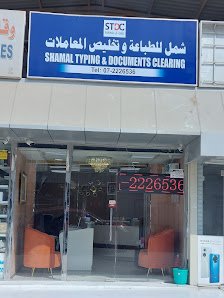 STDC
شمل للطباعة و تخليص المعاملات
SHAMAL TYPING & DOCUMENTS CLEARING
Tel: 07-2226536
2226536